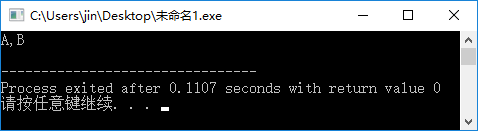 C:\Users\jin\Desktop\未命名1.exe
A,B
--------------------------------
Process exited after 0.1107 seconds with return value 0
请按任意键继续. . .